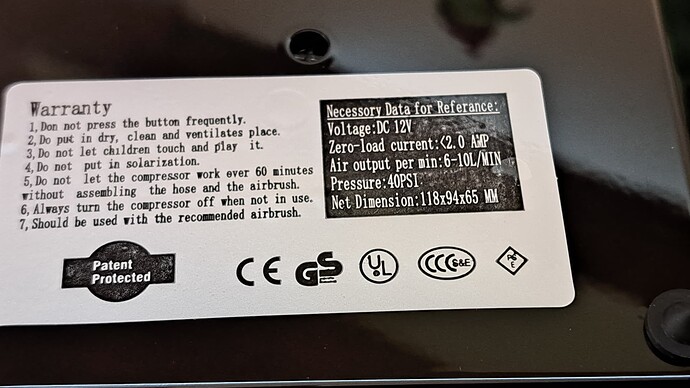 Warranty
1, Don not press the button frequently.
2, Do put in dry, clean and ventilates place.
3, Do not let children touch and play it.
4, Do not put in solarization.
5, Do not let the compressor work over 60 minutes
without assembling the hose and the airbrush.
6, Always turn the compressor off when not in use.
7, Should be used with the recommended airbrush.
Necessory Data for Referance:
Voltage:DC 12V
Zero-load current:<2.0 AMP
Air output per min:6-10L/MIN
Pressure:40PSI
Net Dimension:118x94x65 MM
Patent
Protected
CE GS UL CCC S&E PSE